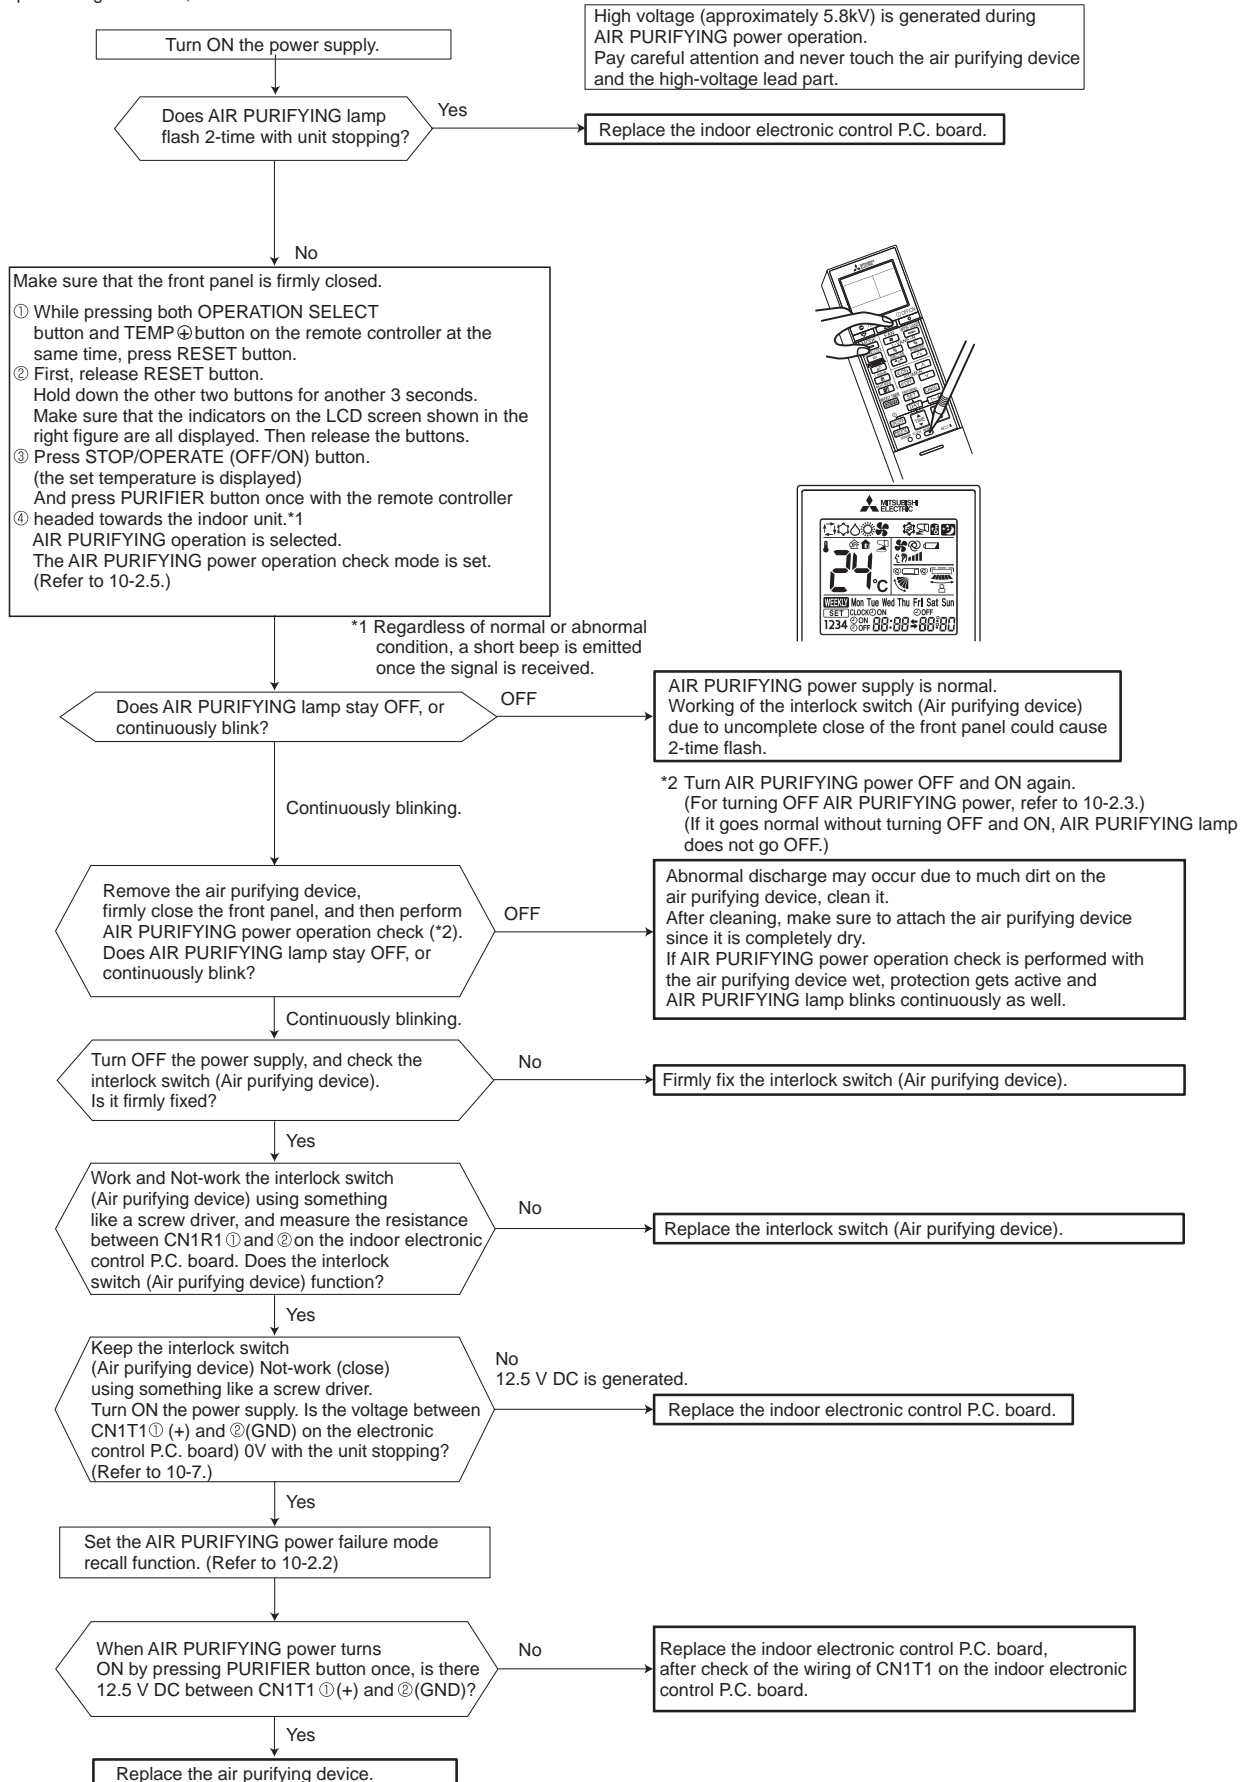 High voltage (approximately 5.8kV) is generated during
AIR PURIFYING power operation.
Pay careful attention and never touch the air purifying device
and the high-voltage lead part.
Turn ON the power supply.
Does AIR PURIFYING lamp
flash 2-time with unit stopping?
Yes
Replace the indoor electronic control P.C. board.
No
Make sure that the front panel is firmly closed.
① While pressing both OPERATION SELECT
button and TEMP ⊕ button on the remote controller at the
same time, press RESET button.
② First, release RESET button.
Hold down the other two buttons for another 3 seconds.
Make sure that the indicators on the LCD screen shown in the
right figure are all displayed. Then release the buttons.
③ Press STOP/OPERATE (OFF/ON) button.
(the set temperature is displayed)
And press PURIFIER button once with the remote controller
④ headed towards the indoor unit.*1
AIR PURIFYING operation is selected.
The AIR PURIFYING power operation check mode is set.
(Refer to 10-2.5.)
MITSUBISHI
ELECTRIC
24°C
WEEKLY Mon Tue Wed Thu Fri Sat Sun
SET CLOCK ON OFF
1234 ON OFF 88:88 88:80
*1 Regardless of normal or abnormal
condition, a short beep is emitted
once the signal is received.
Does AIR PURIFYING lamp stay OFF, or
continuously blink?
OFF
AIR PURIFYING power supply is normal.
Working of the interlock switch (Air purifying device)
due to uncomplete close of the front panel could cause
2-time flash.
*2 Turn AIR PURIFYING power OFF and ON again.
(For turning OFF AIR PURIFYING power, refer to 10-2.3.)
(If it goes normal without turning OFF and ON, AIR PURIFYING lamp
does not go OFF.)
Continuously blinking.
Remove the air purifying device,
firmly close the front panel, and then perform
AIR PURIFYING power operation check (*2).
Does AIR PURIFYING lamp stay OFF, or
continuously blink?
OFF
Abnormal discharge may occur due to much dirt on the
air purifying device, clean it.
After cleaning, make sure to attach the air purifying device
since it is completely dry.
If AIR PURIFYING power operation check is performed with
the air purifying device wet, protection gets active and
AIR PURIFYING lamp blinks continuously as well.
Continuously blinking.
Turn OFF the power supply, and check the
interlock switch (Air purifying device).
Is it firmly fixed?
No
Firmly fix the interlock switch (Air purifying device).
Yes
Work and Not-work the interlock switch
(Air purifying device) using something
like a screw driver, and measure the resistance
between CN1R1 ① and ② on the indoor electronic
control P.C. board. Does the interlock
switch (Air purifying device) function?
No
Replace the interlock switch (Air purifying device).
Yes
Keep the interlock switch
(Air purifying device) Not-work (close)
using something like a screw driver.
Turn ON the power supply. Is the voltage between
CN1T1① (+) and ②(GND) on the electronic
control P.C. board) 0V with the unit stopping?
(Refer to 10-7.)
No
12.5 V DC is generated.
Replace the indoor electronic control P.C. board.
Yes
Set the AIR PURIFYING power failure mode
recall function. (Refer to 10-2.2)
When AIR PURIFYING power turns
ON by pressing PURIFIER button once, is there
12.5 V DC between CN1T1 ①(+) and ②(GND)?
No
Replace the indoor electronic control P.C. board,
after check of the wiring of CN1T1 on the indoor electronic
control P.C. board.
Yes
Replace the air purifying device.